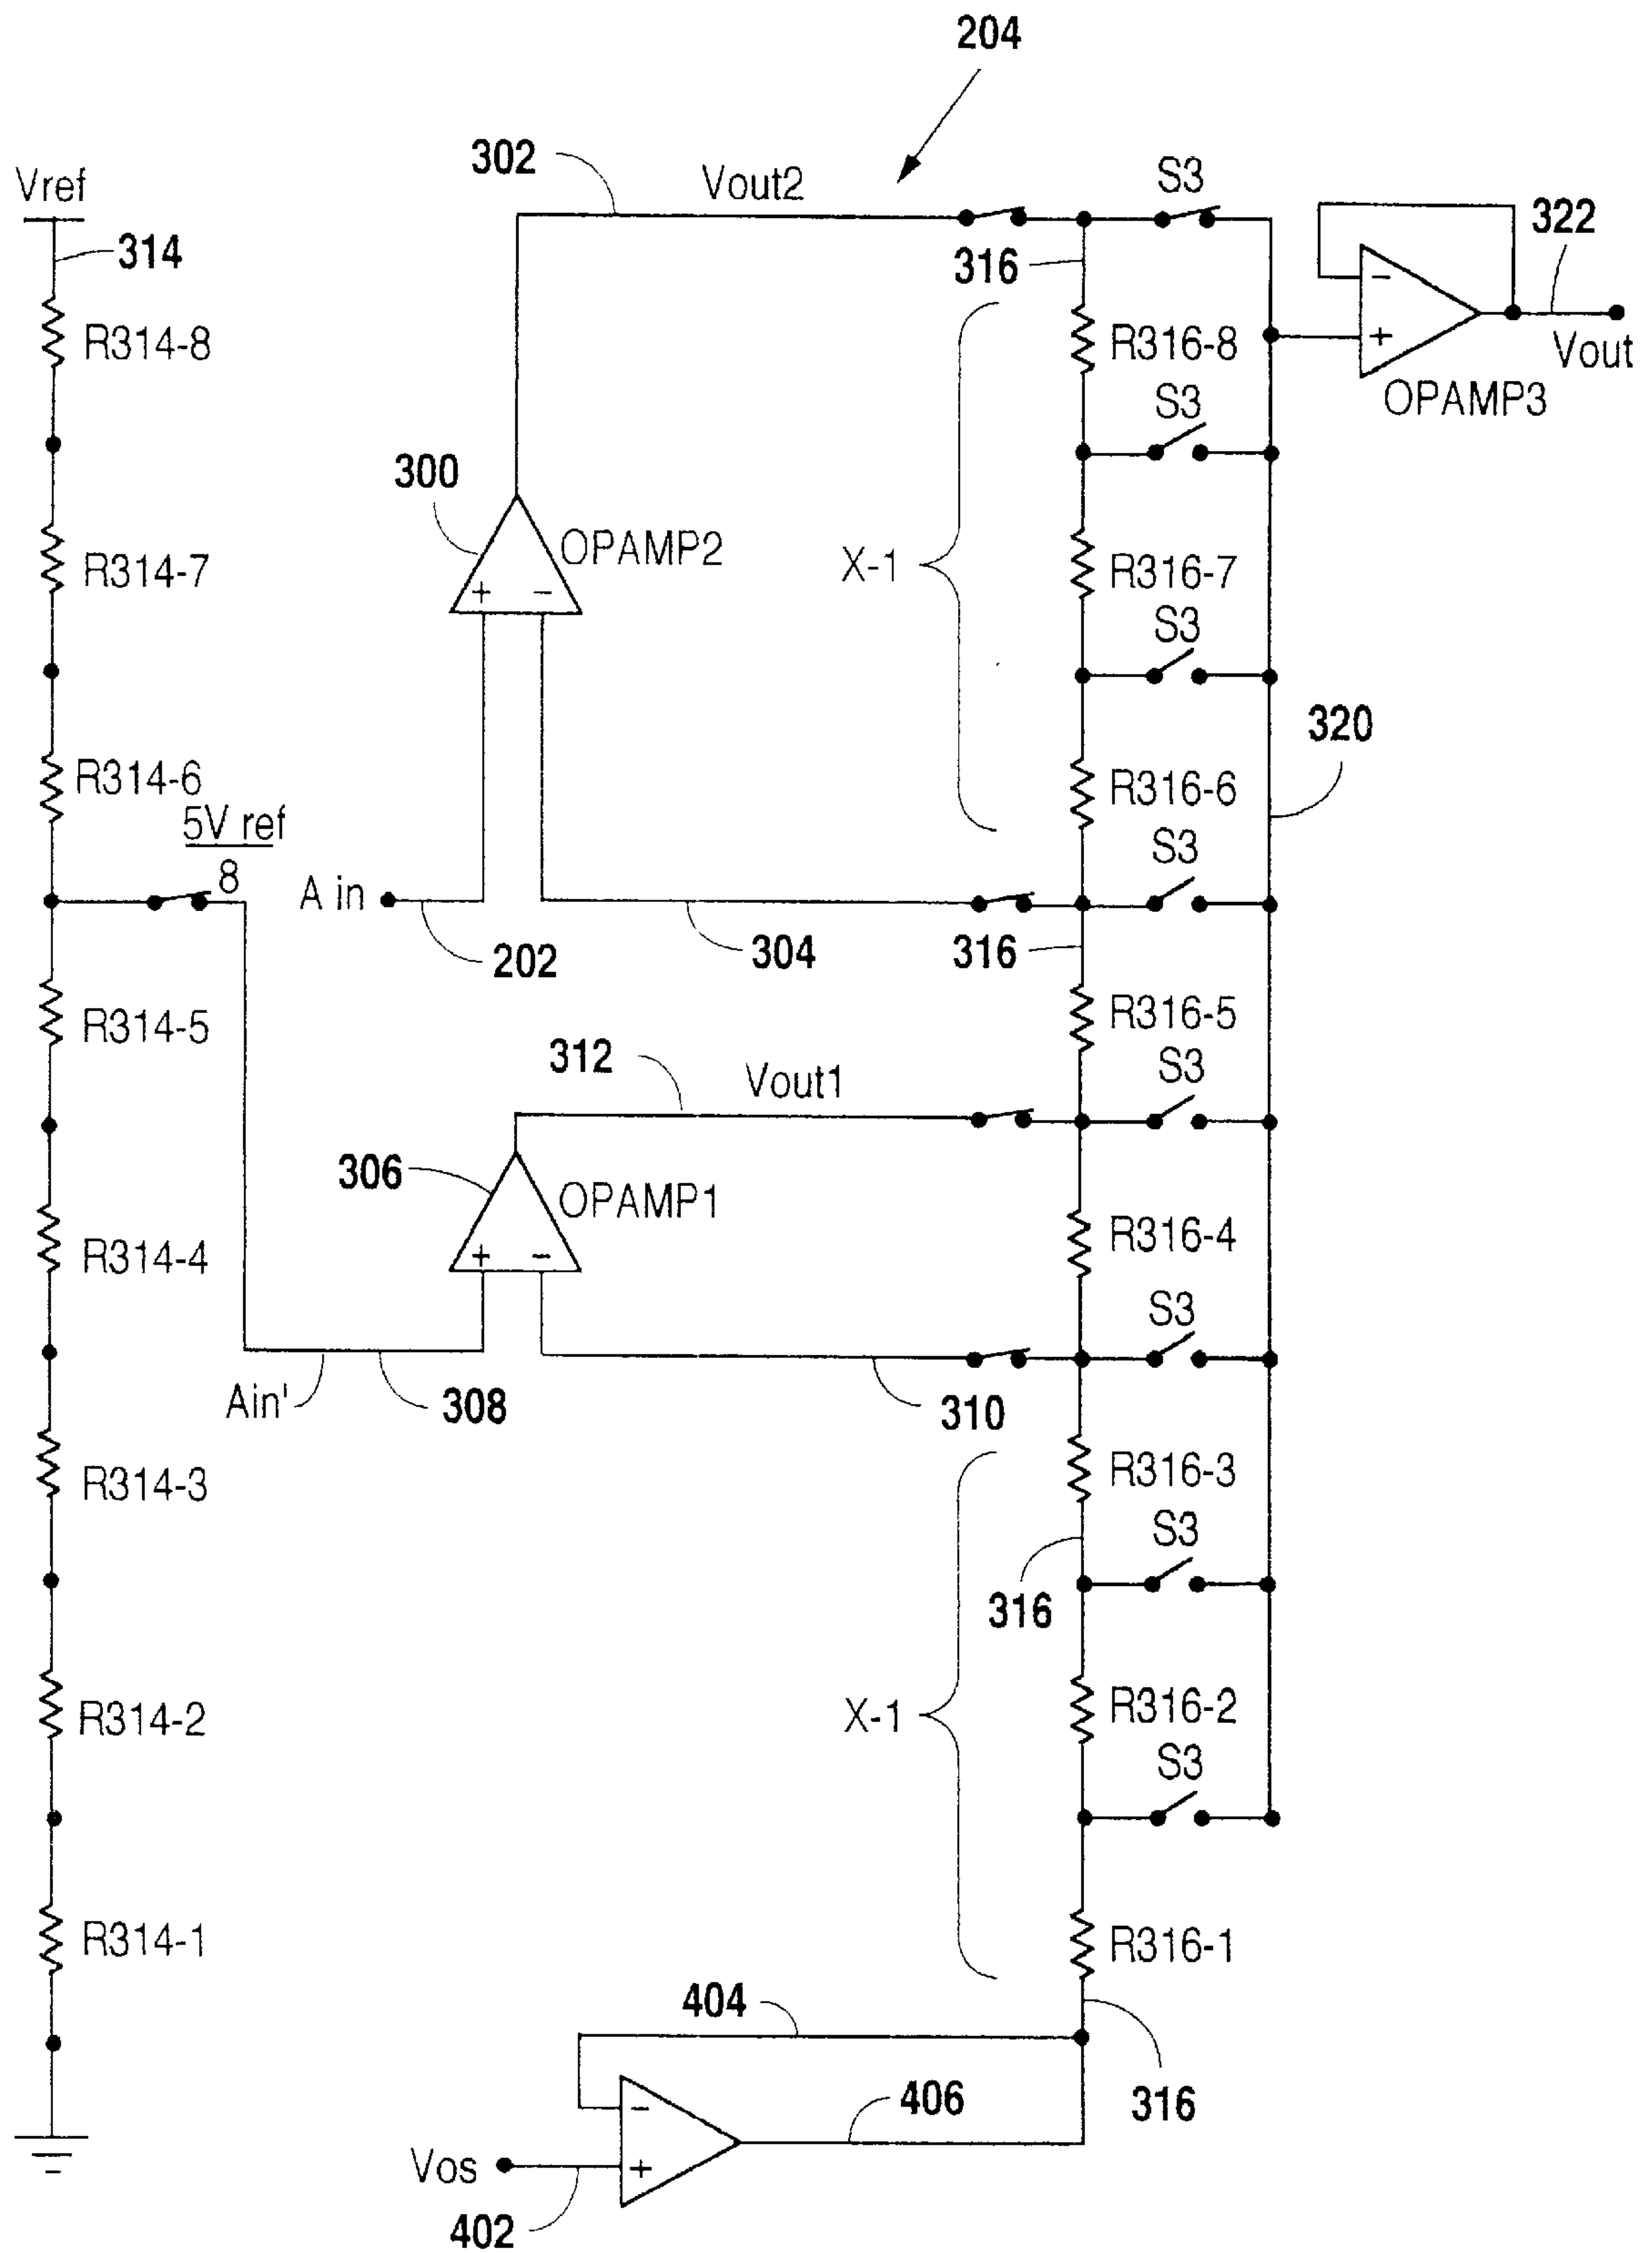 204
302
Vout2
S3
Vref
314
316
322
R314-8
R316-8
−
+
Vout
OPAMP3
S3
300
OPAMP2
+ −
R314-7
X-1
R316-7
S3
320
R314-6
R316-6
5V ref
8
S3
A in
202
304
316
R314-5
R316-5
312
Vout1
S3
306
OPAMP1
+ −
R314-4
R316-4
S3
Ain'
308
310
R314-3
R316-3
S3
316
R314-2
X-1
R316-2
S3
R314-1
R316-1
404
316
−
406
Vos
+
402